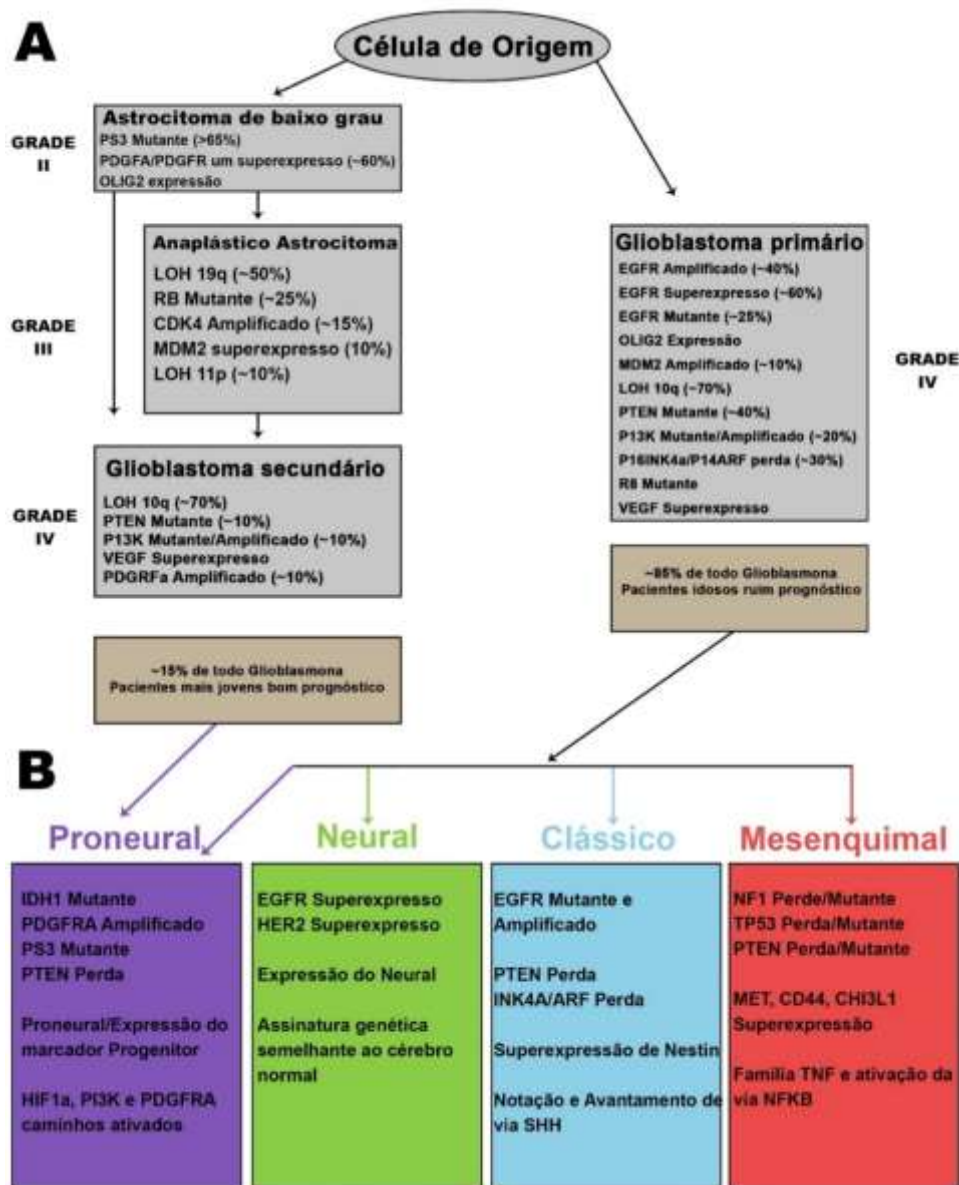 A
Célula de Origem
GRADE
II
Astrocitoma de baixo grau
PS3 Mutante (>65%)
PDGFA/PDGFR um superexpresso (~60%)
OLIG2 expressão
GRADE
III
Anaplástico Astrocitoma
LOH 19q (~50%)
RB Mutante (~25%)
CDK4 Amplificado (~15%)
MDM2 superexpresso (10%)
LOH 11p (~10%)
GRADE
IV
Glioblastoma secundário
LOH 10q (~70%)
PTEN Mutante (~10%)
P13K Mutante/Amplificado (~10%)
VEGF Superexpresso
PDGRFa Amplificado (~10%)
~15% de todo Glioblasmona
Pacientes mais jovens bom prognóstico
Glioblastoma primário
EGFR Amplificado (~40%)
EGFR Superexpresso (~60%)
EGFR Mutante (~25%)
OLIG2 Expressão
MDM2 Amplificado (~10%)
LOH 10q (~70%)
PTEN Mutante (~40%)
P13K Mutante/Amplificado (~20%)
P16INK4a/P14ARF perda (~30%)
R8 Mutante
VEGF Superexpresso
GRADE
IV
~85% de todo Glioblasmona
Pacientes idosos ruim prognóstico
B
Proneural
IDH1 Mutante
PDGFRA Amplificado
PS3 Mutante
PTEN Perda
Proneural/Expressão do
marcador Progenitor
HIF1a, PI3K e PDGFRA
caminhos ativados
Neural
EGFR Superexpresso
HER2 Superexpresso
Expressão do Neural
Assinatura genética
semelhante ao cérebro
normal
Clássico
EGFR Mutante e
Amplificado
PTEN Perda
INK4A/ARF Perda
Superexpressão de Nestin
Notação e Avantamento de
via SHH
Mesenquimal
NF1 Perde/Mutante
TP53 Perda/Mutante
PTEN Perda/Mutante
MET, CD44, CHI3L1
Superexpressão
Família TNF e ativação da
via NFKB